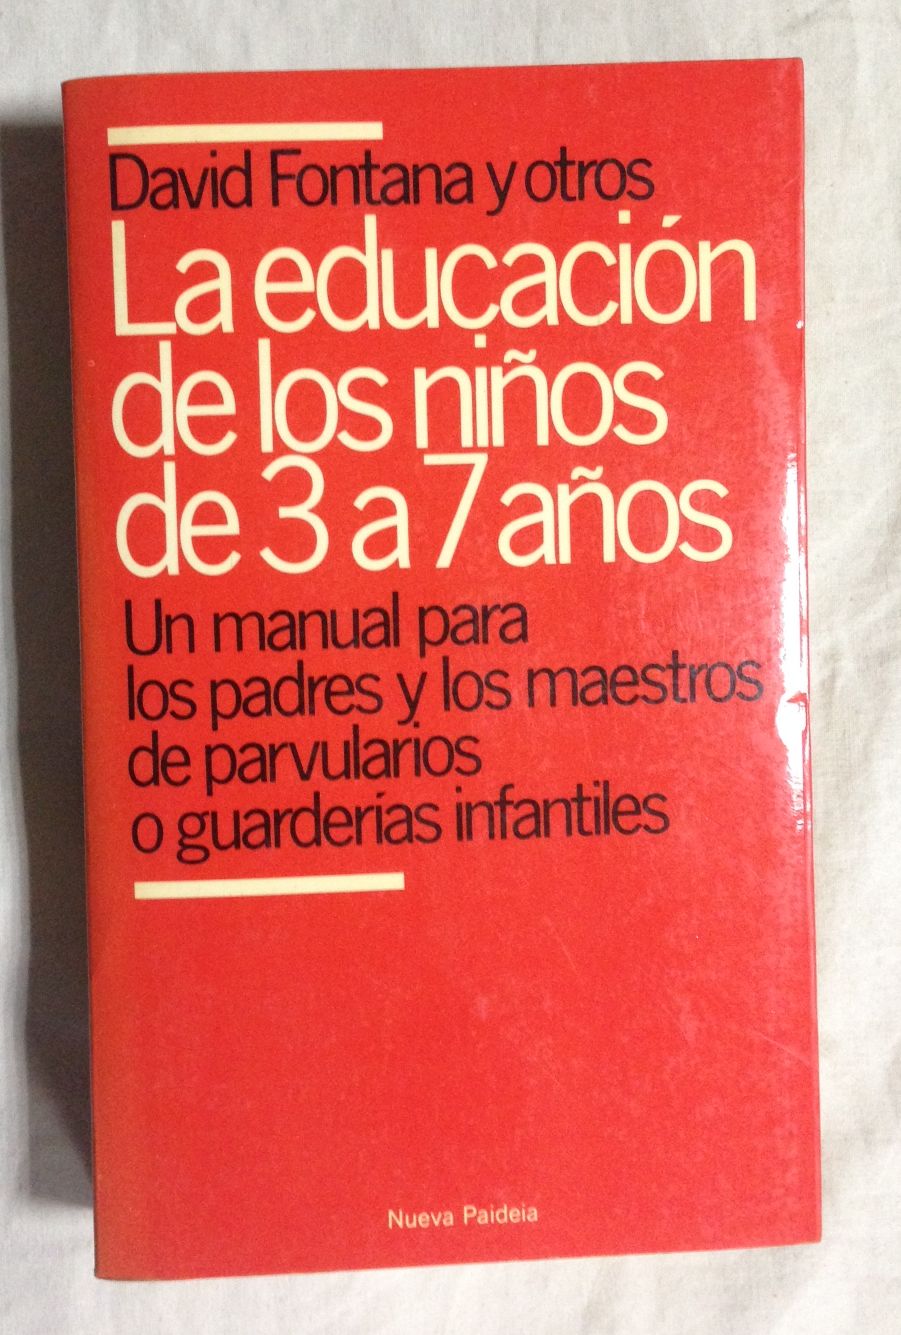 David Fontana y otros
La educación
de los niños
de 3 a 7 años
Un manual para
los padres y los maestros
de parvularios
o guarderías infantiles
Nueva Paideia